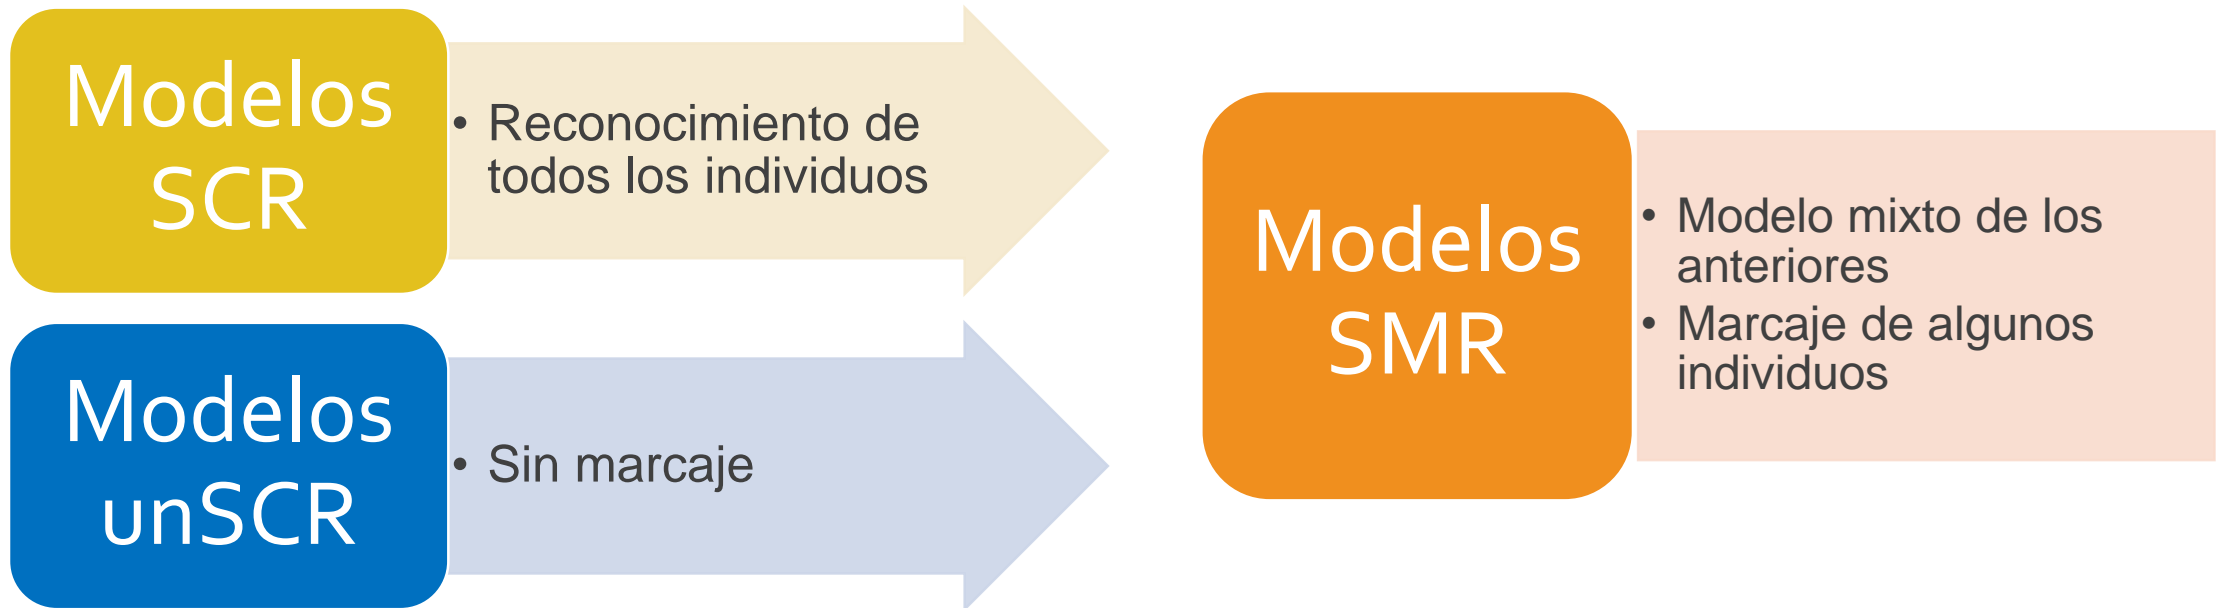 Modelos
SCR
• Reconocimiento de
todos los individuos
Modelos
unSCR
• Sin marcaje
Modelos
SMR
• Modelo mixto de los
anteriores
• Marcaje de algunos
individuos